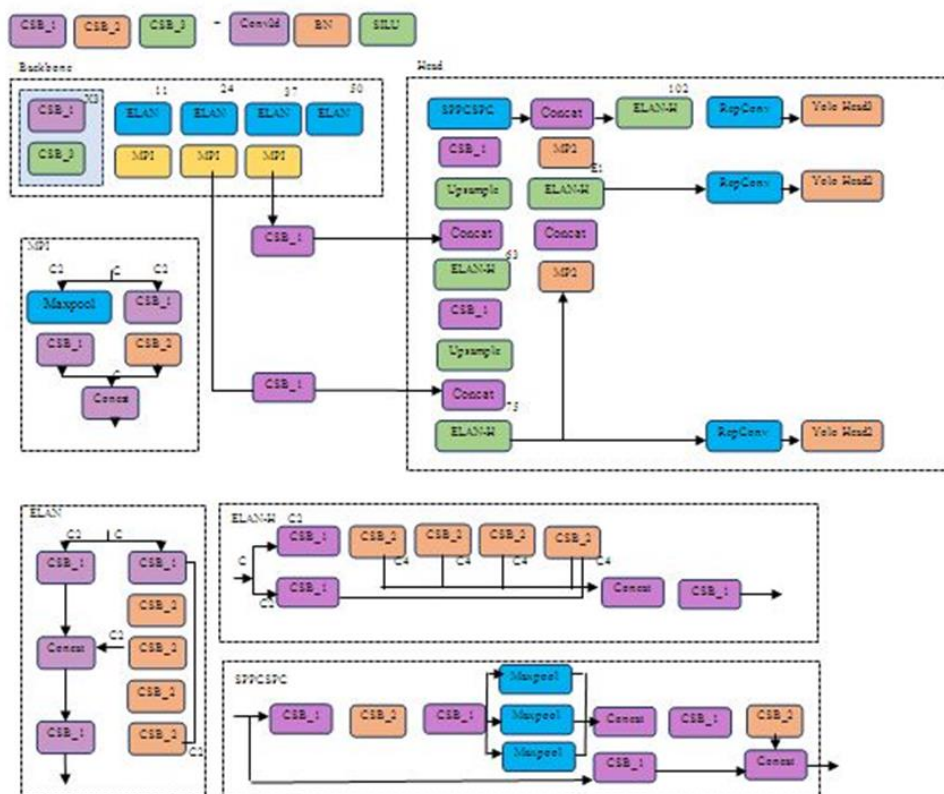 CSB_1 CSB_2 CSB_3 = Conv2d BN SILU
Backbone
X3
CSB_1
CSB_3
11 24 37 50
ELAN ELAN ELAN ELAN
MP1 MP1 MP1
CSB_1
CSB_1
Head
102
SPPCSPC Concat ELAN-H RepConv
CSB_1 MP2
Upsample ELAN-H RepConv Yolo Head2
Concat Concat
63
ELAN-H MP2
CSB_1
Upsample
Concat
75
ELAN-H RepConv Yolo Head2
MP1
C2 C C2
Maxpool CSB_1
CSB_1 CSB_2
C
Concat
ELAN
C2 C
CSB_1 CSB_1
CSB_2
Concat C2 CSB_2
CSB_2
CSB_1 CSB_2
C2
ELAN-H C2
CSB_1 CSB_2 CSB_2 CSB_2 CSB_2
C C4 C4 C4 C4
C2 CSB_1 Concat CSB_1
SPPCSPC
Maxpool
CSB_1 CSB_2 CSB_1 Maxpool Concat CSB_1 CSB_2
Maxpool
CSB_1 Concat